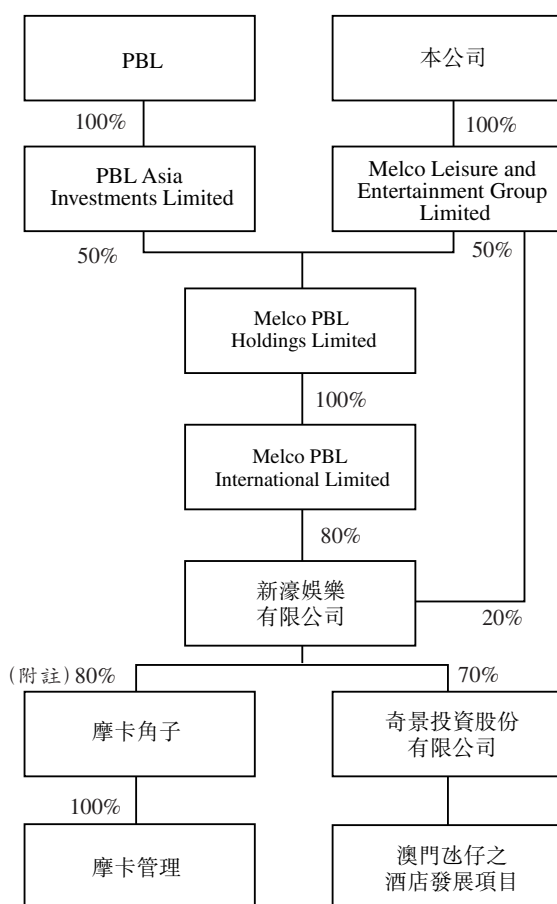 PBL
本公司
100%
100%
PBL Asia
Investments Limited
Melco Leisure and
Entertainment Group
Limited
50%
50%
Melco PBL
Holdings Limited
100%
Melco PBL
International Limited
80%
新濠娛樂
有限公司
20%
(附註) 80%
70%
摩卡角子
奇景投資股份
有限公司
100%
摩卡管理
澳門氹仔之
酒店發展項目